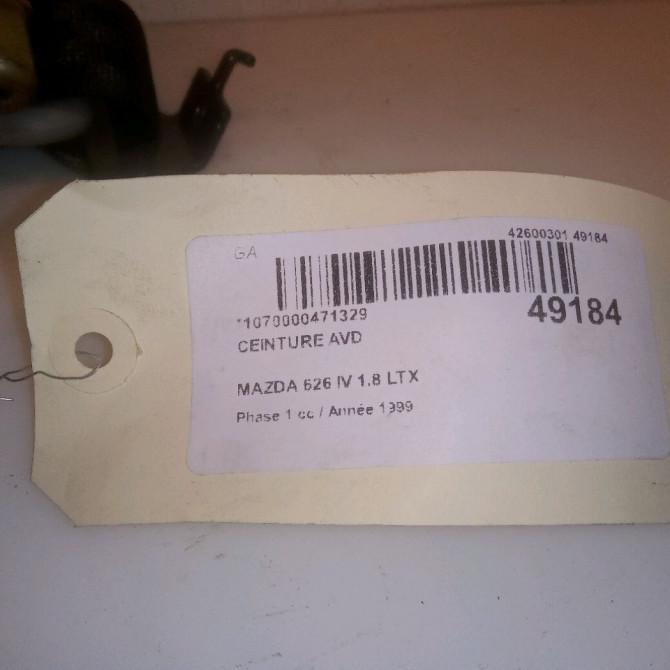 GA
42600301 49184
*1070000471329
49184
CEINTURE AVD
MAZDA 626 IV 1.8 LTX
Phase 1 cc / Année 1999